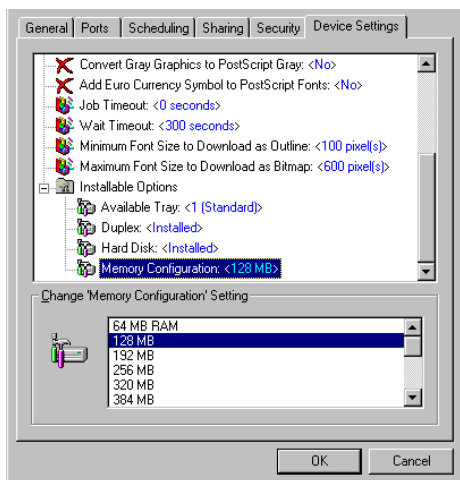 General Ports Scheduling Sharing Security Device Settings
Convert Gray Graphics to PostScript Gray: <No>
Add Euro Currency Symbol to PostScript Fonts: <No>
Job Timeout: <0 seconds>
Wait Timeout: <300 seconds>
Minimum Font Size to Download as Outline: <100 pixel(s)>
Maximum Font Size to Download as Bitmap: <600 pixel(s)>
Installable Options
Available Tray: <1 (Standard)>
Duplex: <Installed>
Hard Disk: <Installed>
Memory Configuration: <128 MB>
Change 'Memory Configuration' Setting
64 MB RAM
128 MB
192 MB
256 MB
320 MB
384 MB
OK Cancel